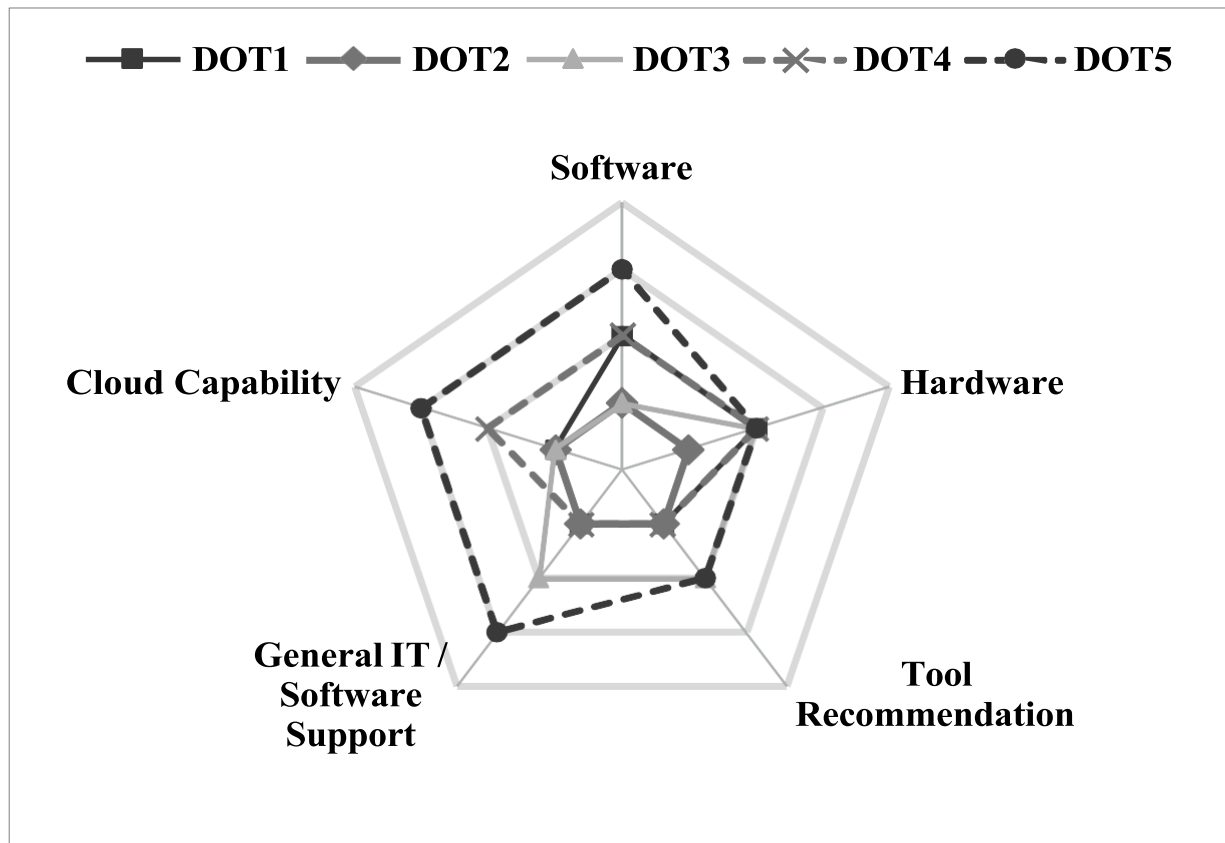 DOT1 DOT2 DOT3 DOT4 DOT5
Software
Hardware
Cloud Capability
General IT /
Software
Support
Tool
Recommendation